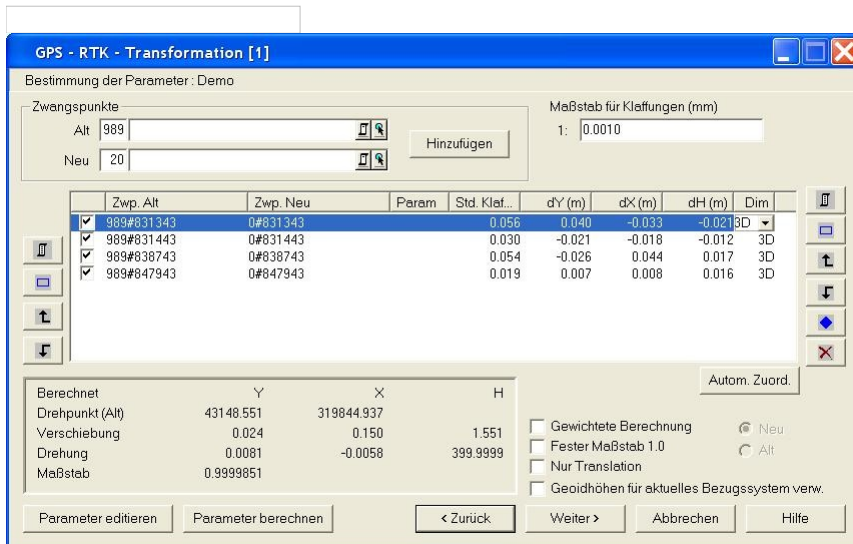 GPS - RTK - Transformation [1]
Bestimmung der Parameter : Demo
Zwangspunkte
Maßstab für Klaffungen (mm)
Alt 989
1: 0.0010
Hinzufügen
Neu 20
Zwp. Alt Zwp. Neu Param Std. Klaf... dY (m) dX (m) dH (m) Dim
989#831343 0#831343 0.056 0.040 -0.033 -0.021 3D
989#831443 0#831443 0.030 -0.021 -0.018 -0.012 3D
989#838743 0#838743 0.054 -0.026 0.044 0.017 3D
989#847943 0#847943 0.019 0.007 0.008 0.016 3D
Autom. Zuord.
Berechnet Y X H
Drehpunkt (Alt) 43148.551 319844.937
Verschiebung 0.024 0.150 1.551
Drehung 0.0081 -0.0058 399.9999
Maßstab 0.9999851
Gewichtete Berechnung Neu
Fester Maßstab 1.0 Alt
Nur Translation
Geoidhöhen für aktuelles Bezugssystem verw.
Parameter editieren Parameter berechnen < Zurück Weiter > Abbrechen Hilfe